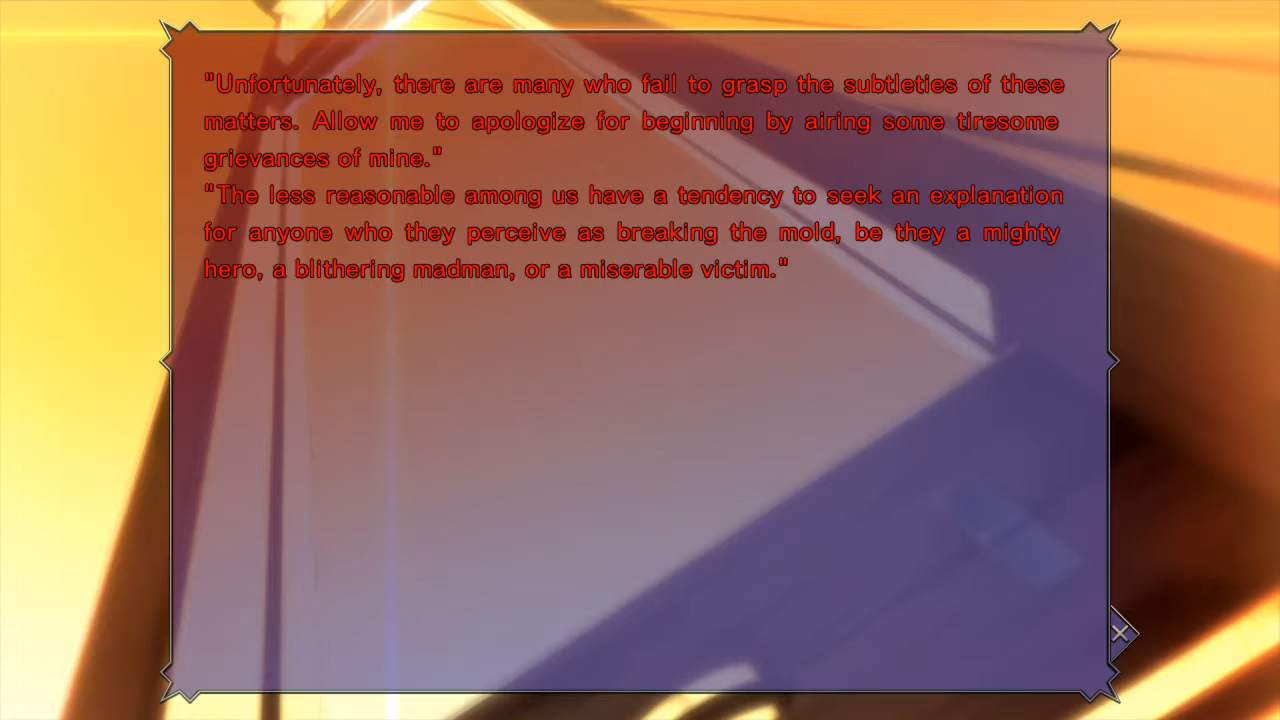 "Unfortunately, there are many who fail to grasp the subtleties of these
matters. Allow me to apologize for beginning by airing some tiresome
grievances of mine."
"The less reasonable among us have a tendency to seek an explanation
for anyone who they perceive as breaking the mold, be they a mighty
hero, a blithering madman, or a miserable victim."